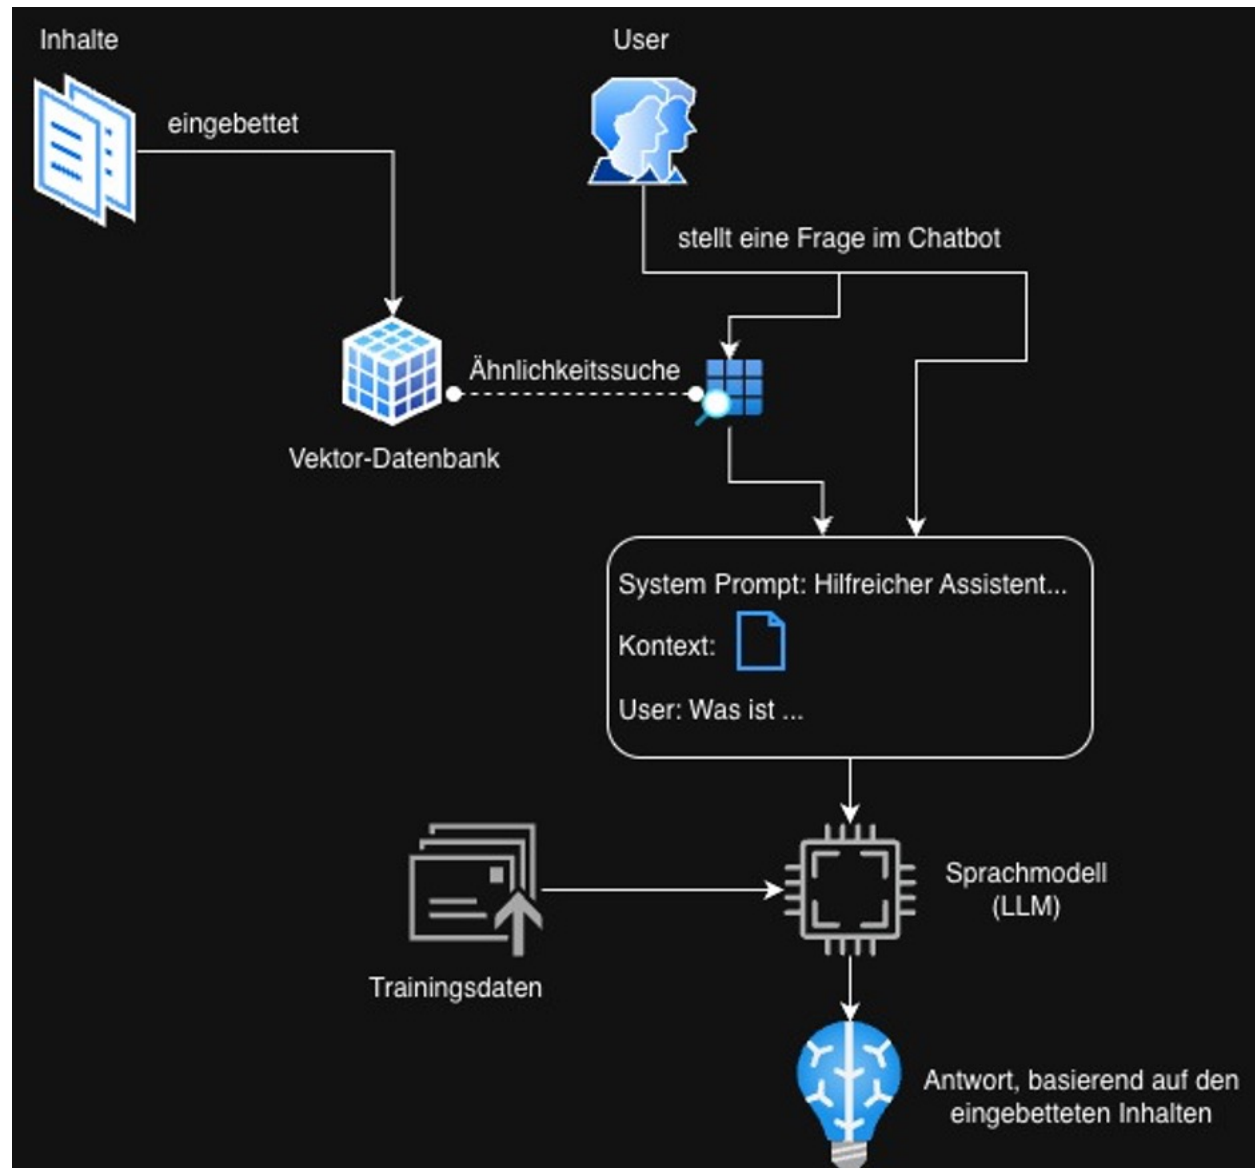 Inhalte
User
eingebettet
stellt eine Frage im Chatbot
Ähnlichkeitssuche
Vektor-Datenbank
System Prompt: Hilfreicher Assistent...
Kontext:
User: Was ist ...
Sprachmodell
(LLM)
Trainingsdaten
Antwort, basierend auf den
eingebetteten Inhalten